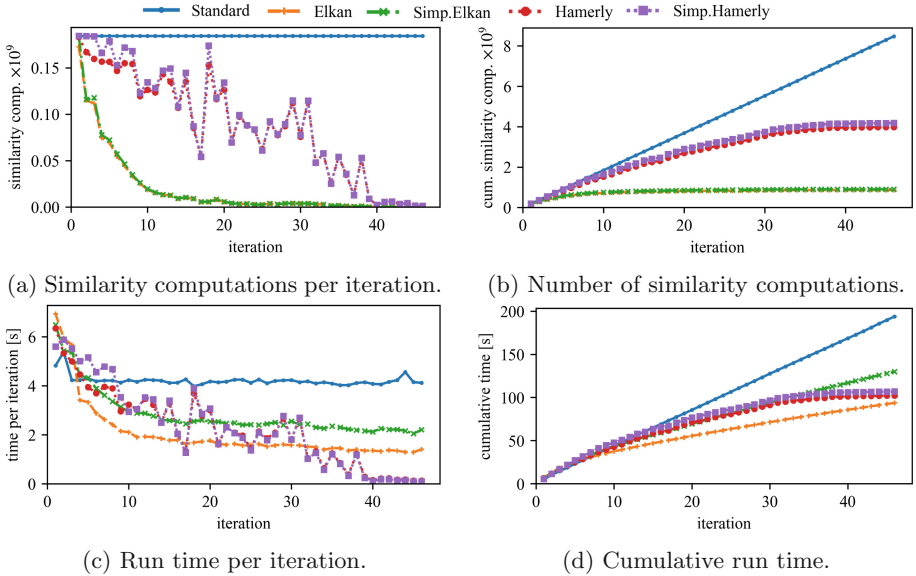 Standard Elkan Simp.Elkan Hamerly Simp.Hamerly
similarity comp. ×10⁹
0.15
0.10
0.05
0.00
0 10 20 30 40
iteration
(a) Similarity computations per iteration.
cum. similarity comp. ×10⁹
8
6
4
2
0
0 10 20 30 40
iteration
(b) Number of similarity computations.
time per iteration [s]
6
4
2
0
0 10 20 30 40
iteration
(c) Run time per iteration.
cumulative time [s]
200
150
100
50
0
0 10 20 30 40
iteration
(d) Cumulative run time.